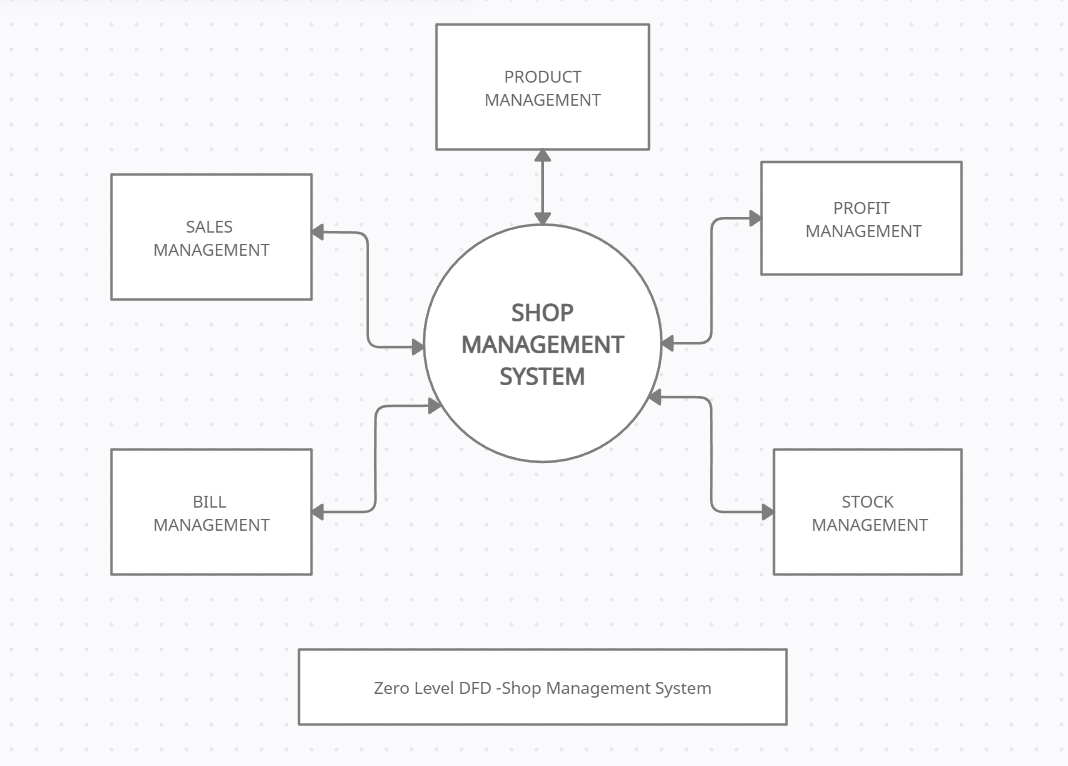 PRODUCT
MANAGEMENT
SALES
MANAGEMENT
PROFIT
MANAGEMENT
SHOP
MANAGEMENT
SYSTEM
BILL
MANAGEMENT
STOCK
MANAGEMENT
Zero Level DFD -Shop Management System